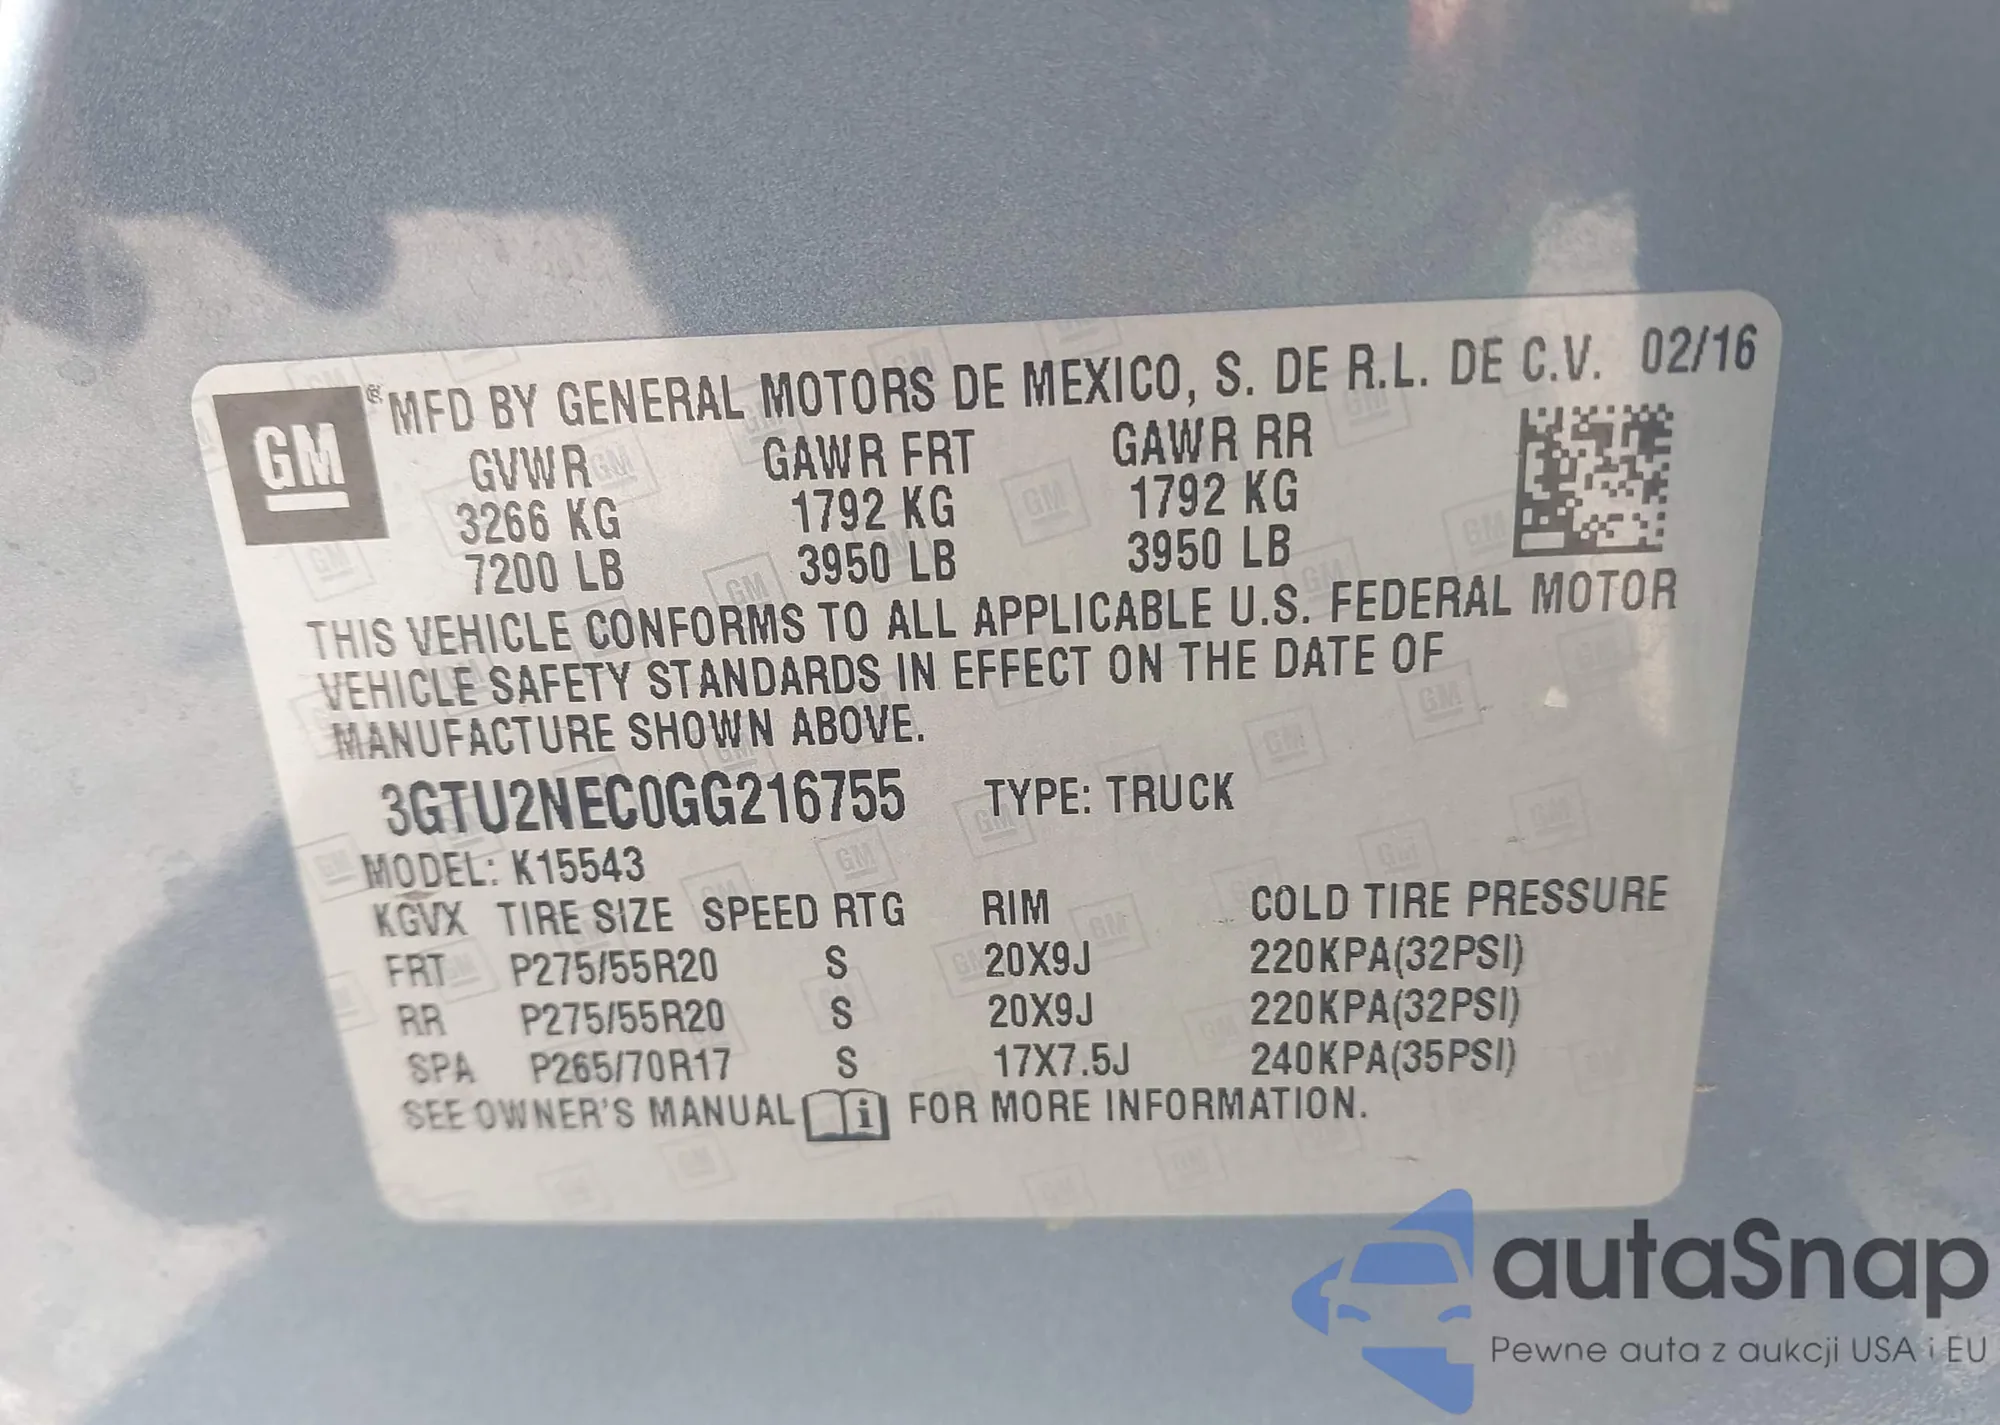 GM
® MFD BY GENERAL MOTORS DE MEXICO, S. DE R.L. DE C.V. 02/16
GVWR GAWR FRT GAWR RR
3266 KG 1792 KG 1792 KG
7200 LB 3950 LB 3950 LB
THIS VEHICLE CONFORMS TO ALL APPLICABLE U.S. FEDERAL MOTOR
VEHICLE SAFETY STANDARDS IN EFFECT ON THE DATE OF
MANUFACTURE SHOWN ABOVE.
3GTU2NEC0GG216755 TYPE: TRUCK
MODEL: K15543
KGVX TIRE SIZE SPEED RTG RIM COLD TIRE PRESSURE
FRT P275/55R20 S 20X9J 220KPA(32PSI)
RR P275/55R20 S 20X9J 220KPA(32PSI)
SPA P265/70R17 S 17X7.5J 240KPA(35PSI)
SEE OWNER'S MANUAL i FOR MORE INFORMATION.
autaSnap
Pewne auta z aukcji USA i EU